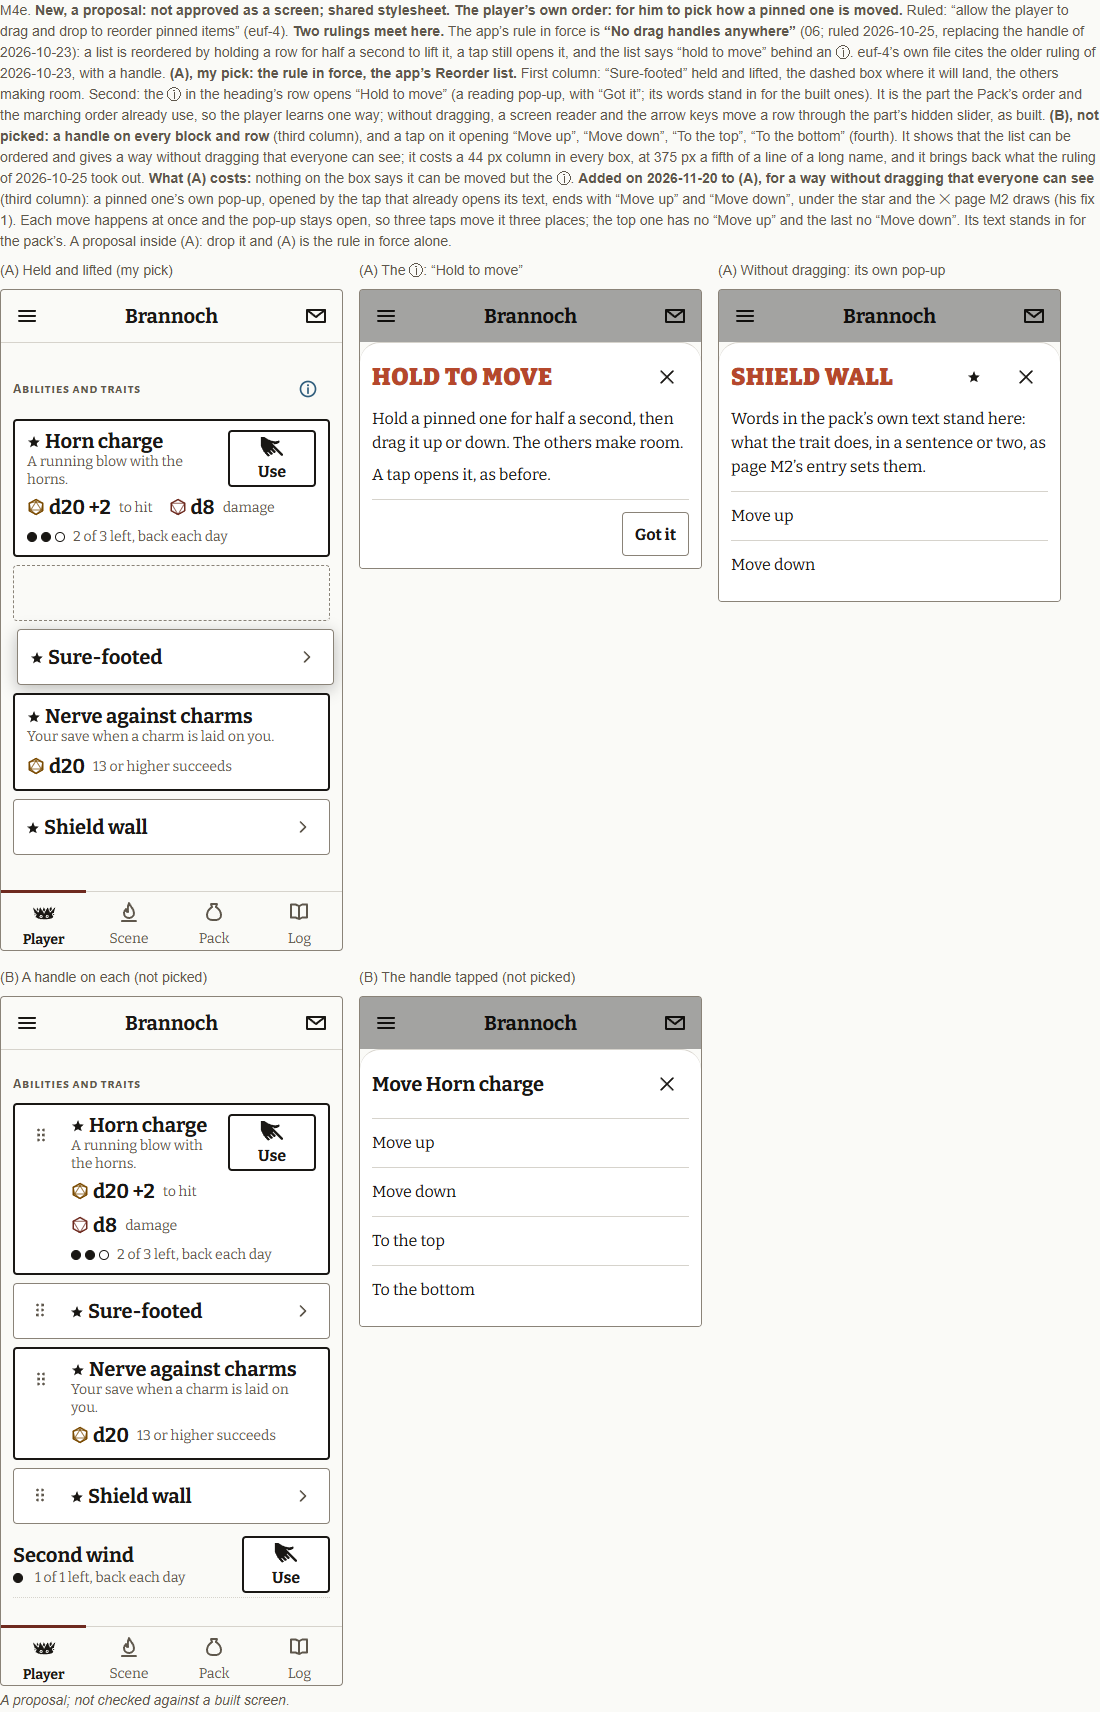 M4e. New, a proposal: not approved as a screen; shared stylesheet. The player's own order: for him to pick how a pinned one is moved. Ruled: “allow the player to
drag and drop to reorder pinned items” (euf-4). Two rulings meet here. The app's rule in force is “No drag handles anywhere” (06; ruled 2026-10-25, replacing the handle of
2026-10-23): a list is reordered by holding a row for half a second to lift it, a tap still opens it, and the list says “hold to move” behind an ⓘ. euf-4's own file cites the older ruling of
2026-10-23, with a handle. (A), my pick: the rule in force, the app's Reorder list. First column: “Sure-footed” held and lifted, the dashed box where it will land, the others
making room. Second: the ⓘ in the heading's row opens “Hold to move” (a reading pop-up, with “Got it”; its words stand in for the built ones). It is the part the Pack's order and
the marching order already use, so the player learns one way; without dragging, a screen reader and the arrow keys move a row through the part's hidden slider, as built. (B), not
picked: a handle on every block and row (third column), and a tap on it opening “Move up”, “Move down”, “To the top”, “To the bottom” (fourth). It shows that the list can be
ordered and gives a way without dragging that everyone can see; it costs a 44 px column in every box, at 375 px a fifth of a line of a long name, and it brings back what the ruling
of 2026-10-25 took out. What (A) costs: nothing on the box says it can be moved but the ⓘ. Added on 2026-11-20 to (A), for a way without dragging that everyone can see
(third column): a pinned one's own pop-up, opened by the tap that already opens its text, ends with “Move up” and “Move down”, under the star and the ✕ page M2 draws (his fix
1). Each move happens at once and the pop-up stays open, so three taps move it three places; the top one has no “Move up” and the last no “Move down”. Its text stands in for
the pack's. A proposal inside (A): drop it and (A) is the rule in force alone.
(A) Held and lifted (my pick)
Brannoch
ABILITIES AND TRAITS
★ Horn charge
A running blow with the
horns.
Use
d20 +2 to hit d8 damage
2 of 3 left, back each day
★ Sure-footed
★ Nerve against charms
Your save when a charm is laid on you.
d20 13 or higher succeeds
★ Shield wall
Player Scene Pack Log
(A) The ⓘ: “Hold to move”
Brannoch
HOLD TO MOVE
Hold a pinned one for half a second, then
drag it up or down. The others make room.
A tap opens it, as before.
Got it
(A) Without dragging: its own pop-up
Brannoch
SHIELD WALL ★
Words in the pack's own text stand here:
what the trait does, in a sentence or two, as
page M2's entry sets them.
Move up
Move down
(B) A handle on each (not picked)
Brannoch
ABILITIES AND TRAITS
★ Horn charge
A running blow with
the horns.
Use
d20 +2 to hit
d8 damage
2 of 3 left, back each day
★ Sure-footed
★ Nerve against charms
Your save when a charm is laid on
you.
d20 13 or higher succeeds
★ Shield wall
Second wind
1 of 1 left, back each day
Use
Player Scene Pack Log
(B) The handle tapped (not picked)
Brannoch
Move Horn charge
Move up
Move down
To the top
To the bottom
A proposal; not checked against a built screen.